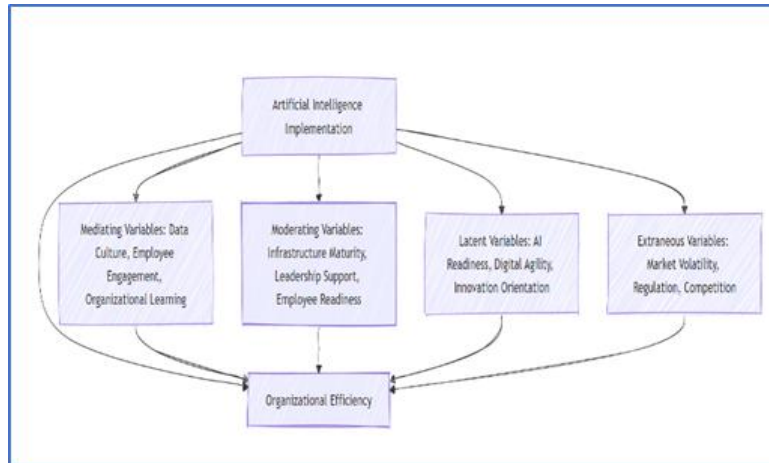 Artificial Intelligence
Implementation
Mediating Variables: Data
Culture, Employee
Engagement,
Organizational Learning
Moderating Variables:
Infrastructure Maturity,
Leadership Support,
Employee Readiness
Latent Variables: AI
Readiness, Digital Agility,
Innovation Orientation
Extraneous Variables:
Market Volatility,
Regulation, Competition
Organizational Efficiency